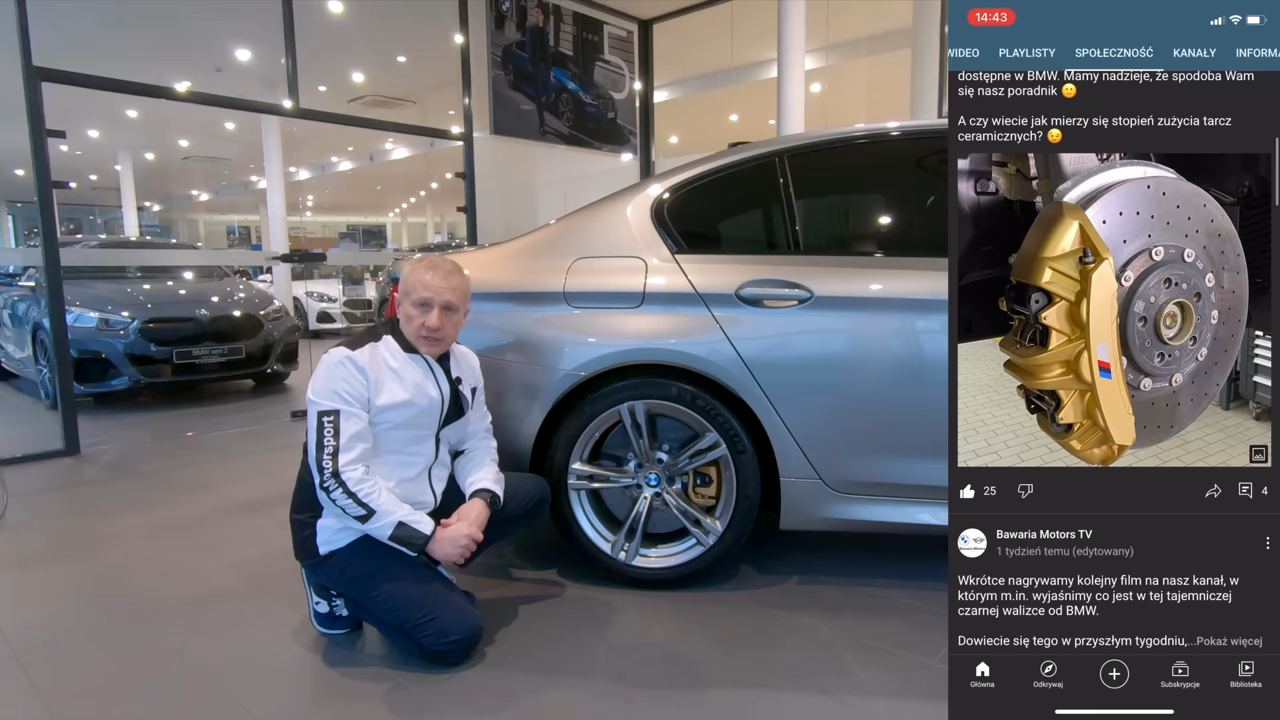 BMW serii 2
BMW Motorsport
14:43
WIDEO PLAYLISTY SPOŁECZNOŚĆ KANAŁY INFORMA
dostępne w BMW. Mamy nadzieje, że spodoba Wam
się nasz poradnik 🙂
A czy wiecie jak mierzy się stopień zużycia tarcz
ceramicznych? 😉
25
4
Bawaria Motors TV
1 tydzień temu (edytowany)
Wkrótce nagrywamy kolejny film na nasz kanał, w
którym m.in. wyjaśnimy co jest w tej tajemniczej
czarnej walizce od BMW.
Dowiecie się tego w przyszłym tygodniu,...Pokaż więcej
Główna Odkrywaj Subskrypcje Biblioteka